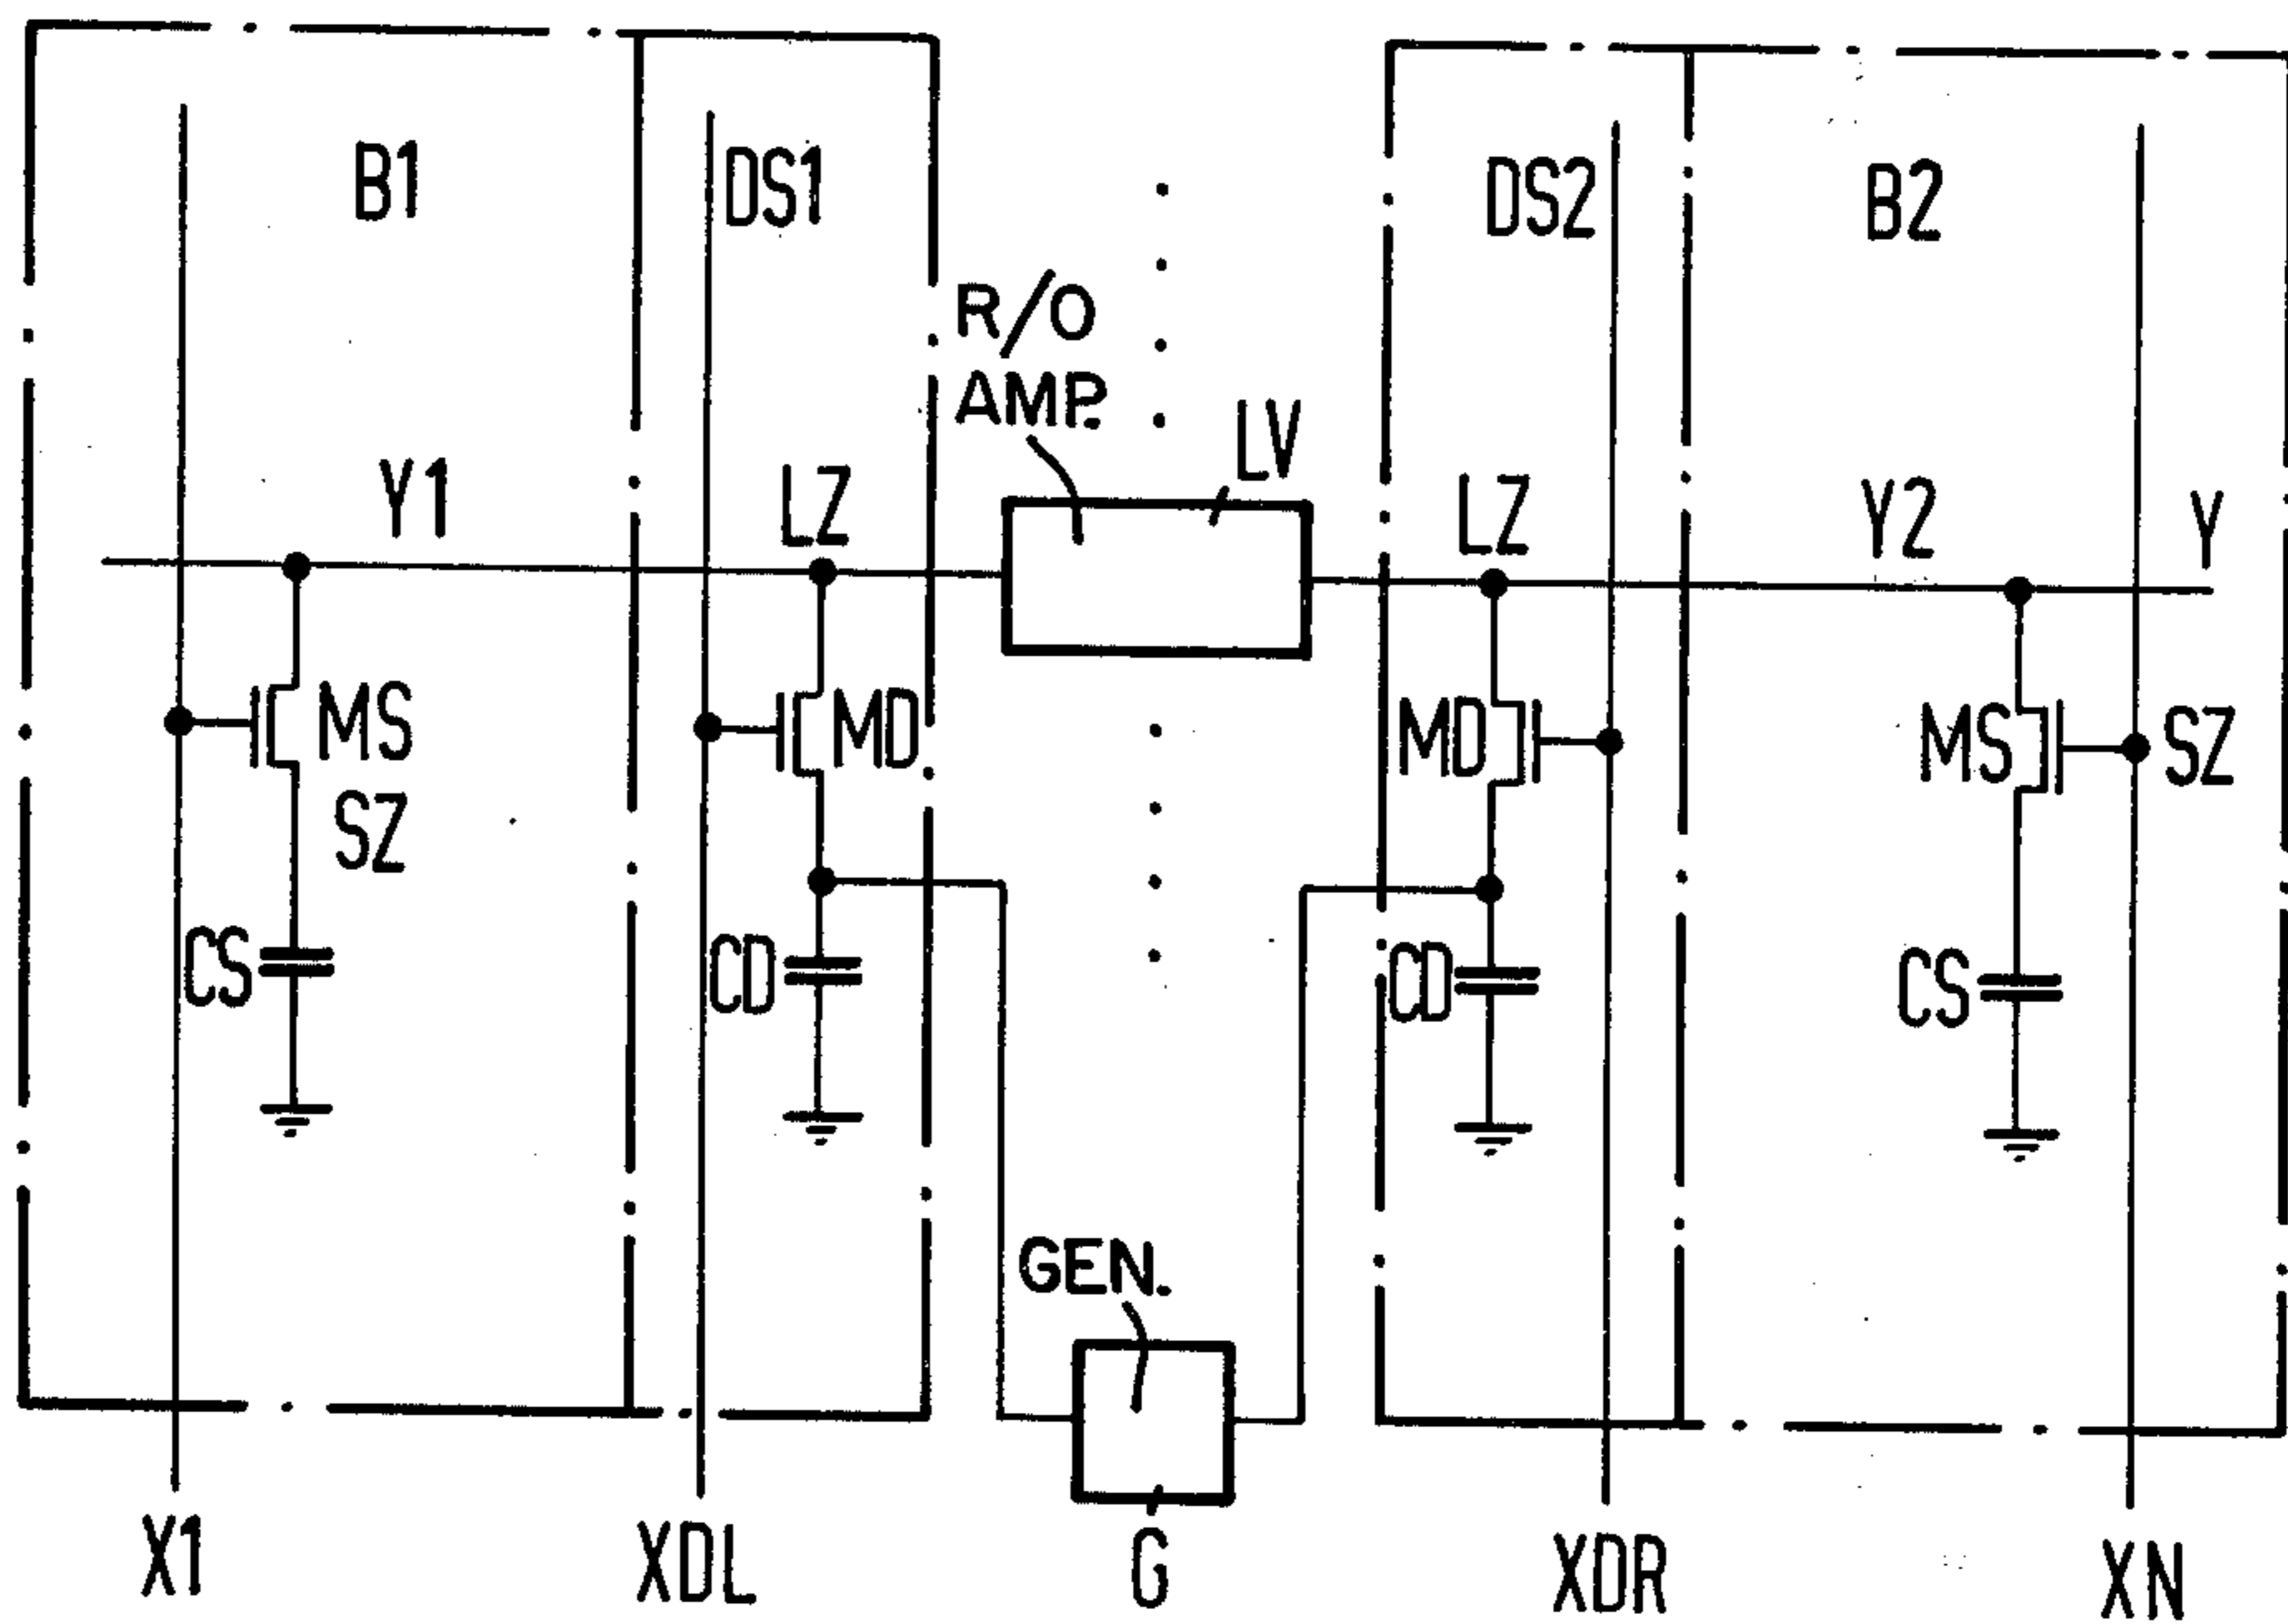 B1
DS1
DS2
B2
R/O
AMP.
LV
Y1
LZ
LZ
Y2
Y
MS
MD
MD
MS
SZ
SZ
CS
CD
CD
CS
GEN.
X1
XDL
G
XDR
XN